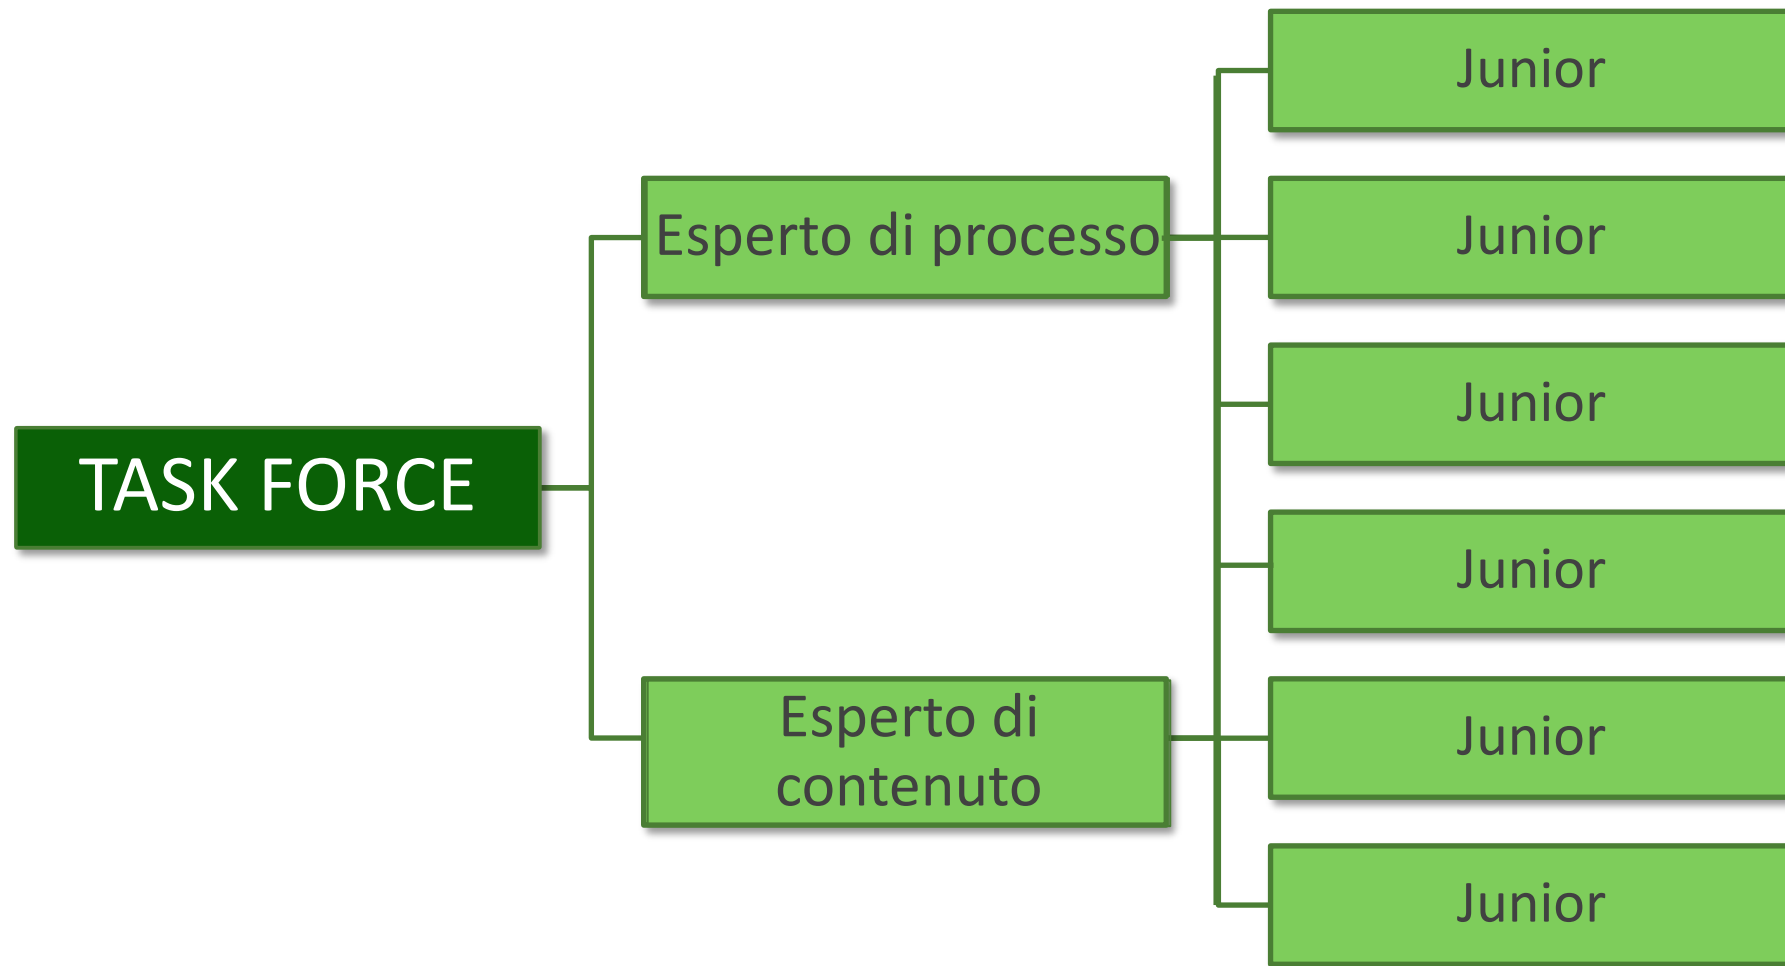 TASK FORCE
Esperto di processo
Esperto di
contenuto
Junior
Junior
Junior
Junior
Junior
Junior